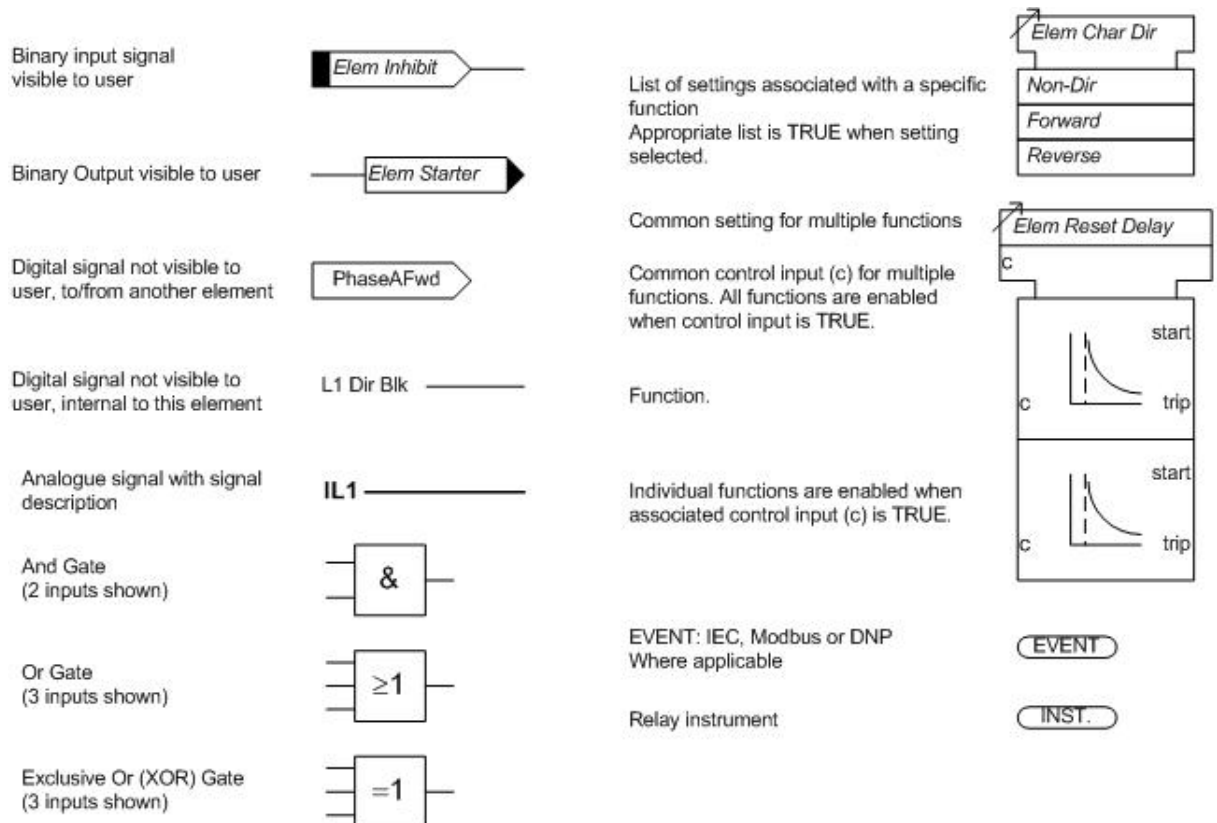 Binary input signal
visible to user
Elem Inhibit
Binary Output visible to user
Elem Starter
Digital signal not visible to
user, to/from another element
PhaseAFwd
Digital signal not visible to
user, internal to this element
L1 Dir Blk
Analogue signal with signal
description
IL1
And Gate
(2 inputs shown)
&
Or Gate
(3 inputs shown)
≥1
Exclusive Or (XOR) Gate
(3 inputs shown)
=1
List of settings associated with a specific
function
Appropriate list is TRUE when setting
selected.
Elem Char Dir
Non-Dir
Forward
Reverse
Common setting for multiple functions
Elem Reset Delay
Common control input (c) for multiple
functions. All functions are enabled
when control input is TRUE.
c
Function.
start
c
trip
Individual functions are enabled when
associated control input (c) is TRUE.
start
c
trip
EVENT: IEC, Modbus or DNP
Where applicable
EVENT
Relay instrument
INST.